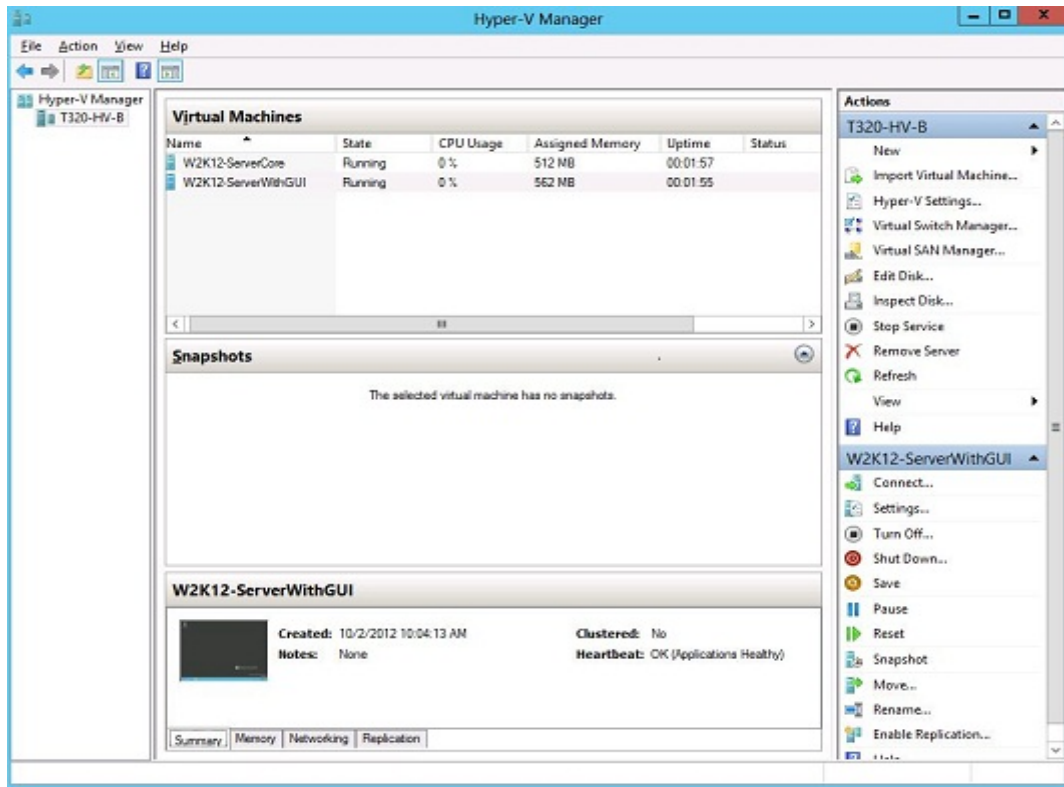 Hyper-V Manager
File Action View Help
Hyper-V Manager
T320-HV-B
Virtual Machines
Name State CPU Usage Assigned Memory Uptime Status
W2K12-ServerCore Running 0 % 512 MB 00:01:57
W2K12-ServerWithGUI Running 0 % 562 MB 00:01:55
Snapshots
The selected virtual machine has no snapshots.
W2K12-ServerWithGUI
Created: 10/2/2012 10:04:13 AM Clustered: No
Notes: None Heartbeat: OK (Applications Healthy)
Summary Memory Networking Replication
Actions
T320-HV-B
New
Import Virtual Machine...
Hyper-V Settings...
Virtual Switch Manager...
Virtual SAN Manager...
Edit Disk...
Inspect Disk...
Stop Service
Remove Server
Refresh
View
Help
W2K12-ServerWithGUI
Connect...
Settings...
Turn Off...
Shut Down...
Save
Pause
Reset
Snapshot
Move...
Rename...
Enable Replication...